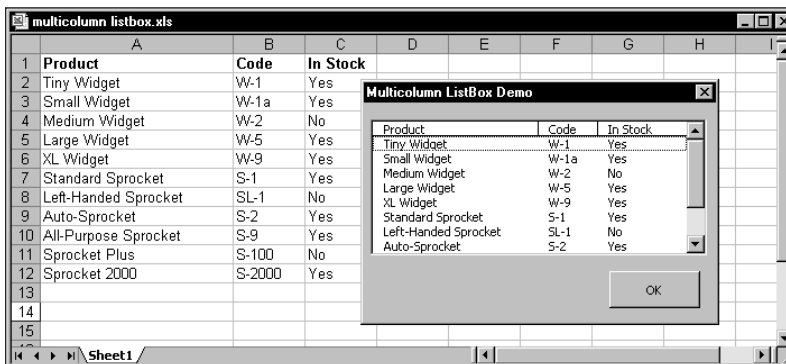 multicolumn listbox.xls
A B C D E F G H I
1 Product Code In Stock
2 Tiny Widget W-1 Yes
3 Small Widget W-1a Yes
4 Medium Widget W-2 No
5 Large Widget W-5 Yes
6 XL Widget W-9 Yes
7 Standard Sprocket S-1 Yes
8 Left-Handed Sprocket SL-1 No
9 Auto-Sprocket S-2 Yes
10 All-Purpose Sprocket S-9 Yes
11 Sprocket Plus S-100 No
12 Sprocket 2000 S-2000 Yes
13
14
15
Sheet1
Multicolumn ListBox Demo
Product Code In Stock
Tiny Widget W-1 Yes
Small Widget W-1a Yes
Medium Widget W-2 No
Large Widget W-5 Yes
XL Widget W-9 Yes
Standard Sprocket S-1 Yes
Left-Handed Sprocket SL-1 No
Auto-Sprocket S-2 Yes
OK